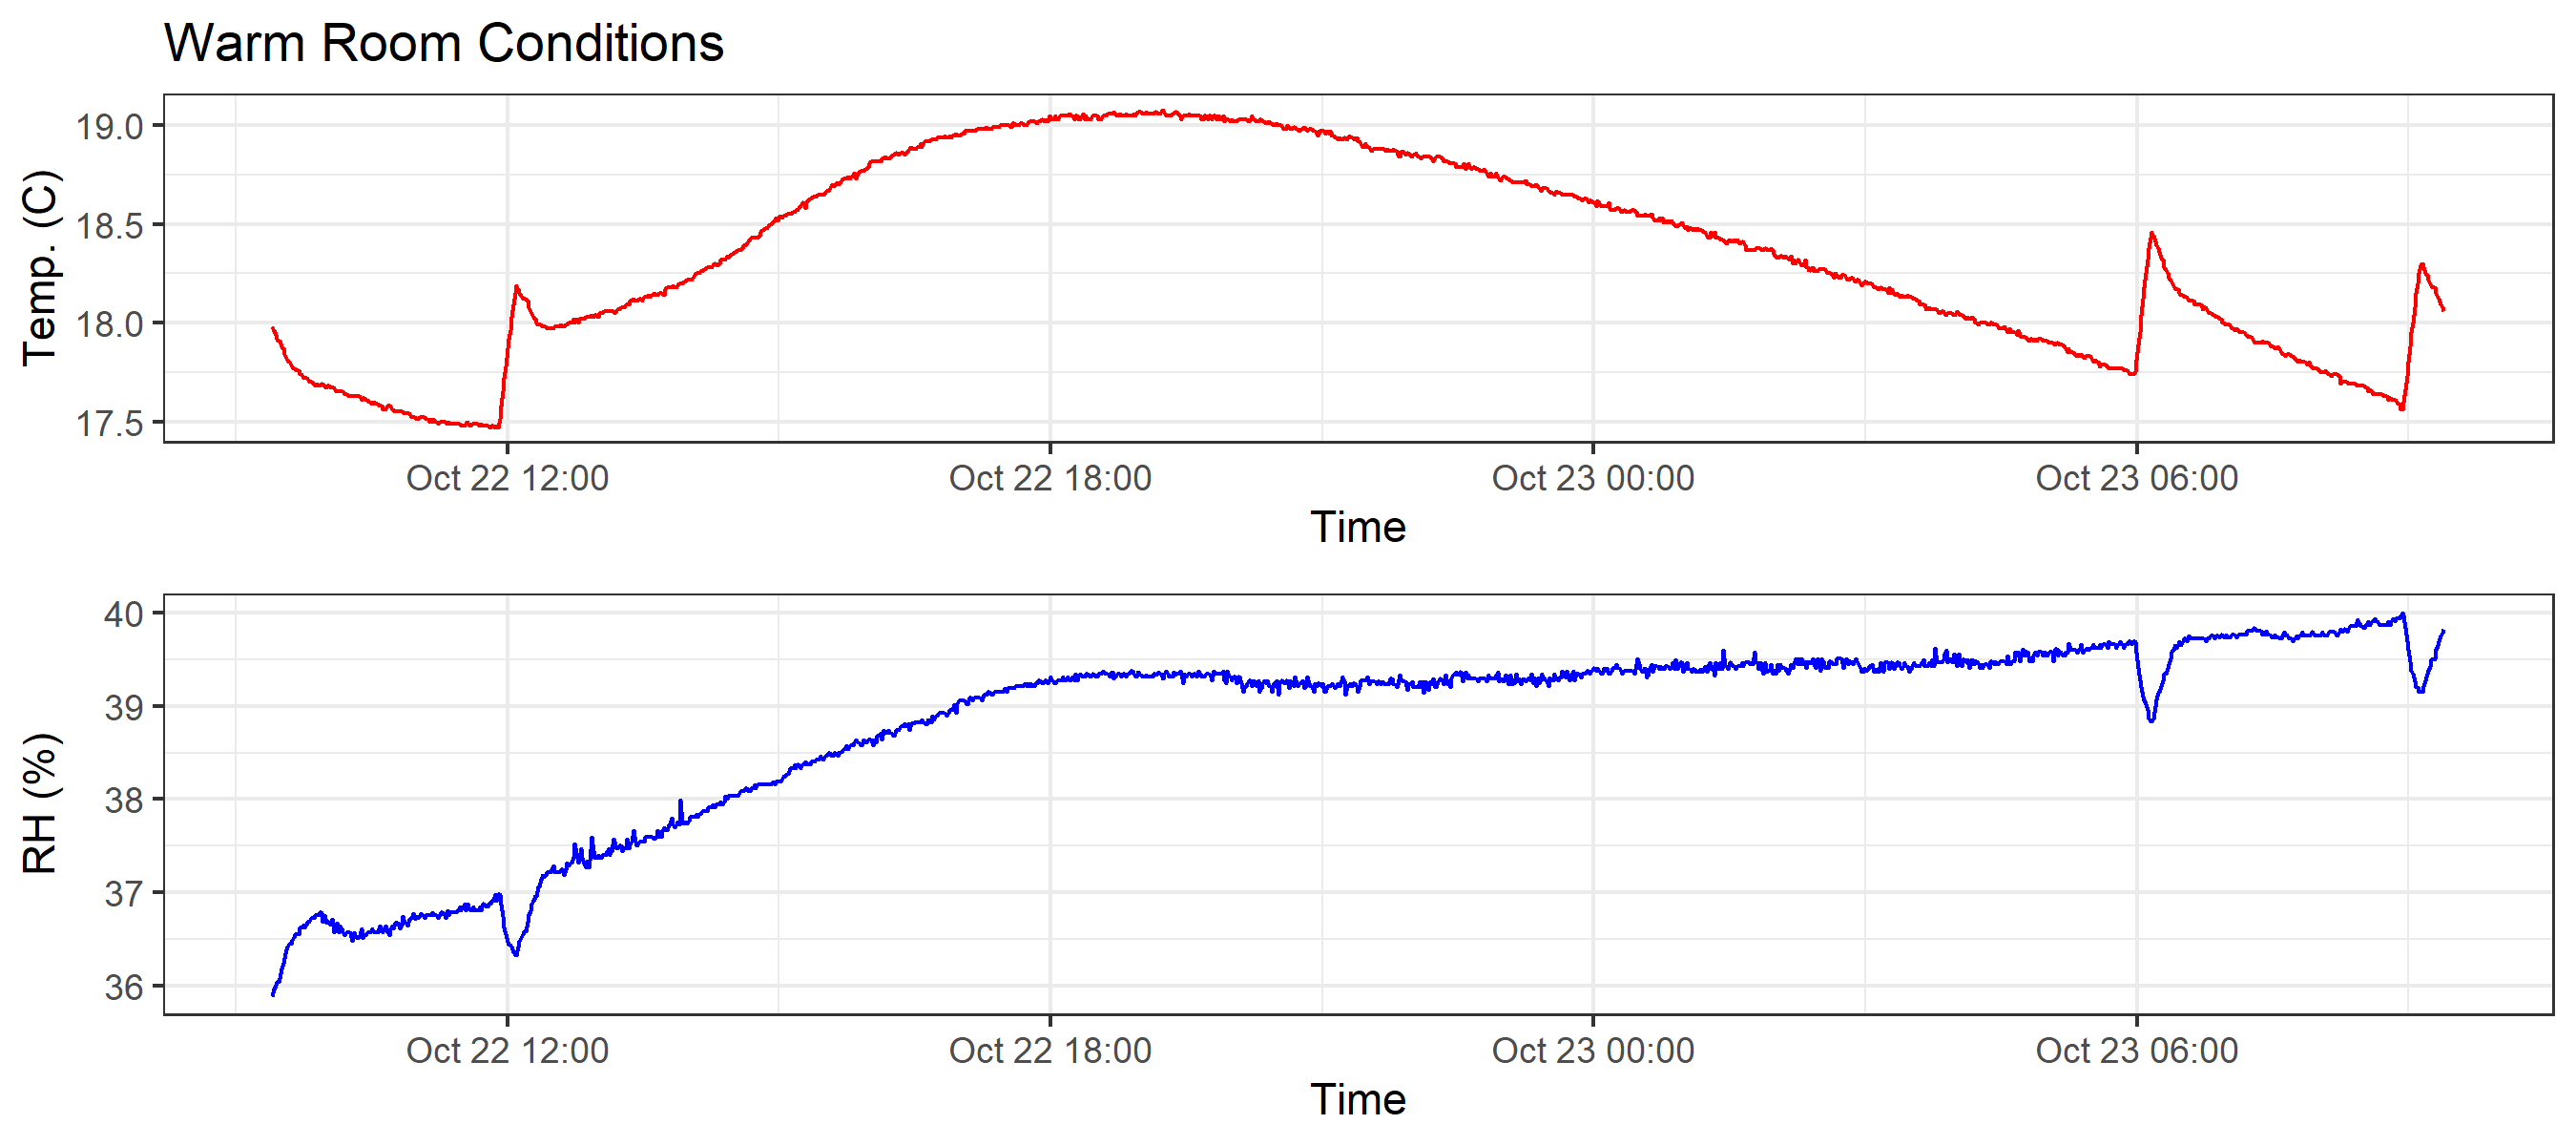 Warm Room Conditions
Temp. (C)
19.0
18.5
18.0
17.5
Oct 22 12:00 Oct 22 18:00 Oct 23 00:00 Oct 23 06:00
Time
RH (%)
40
39
38
37
36
Oct 22 12:00 Oct 22 18:00 Oct 23 00:00 Oct 23 06:00
Time